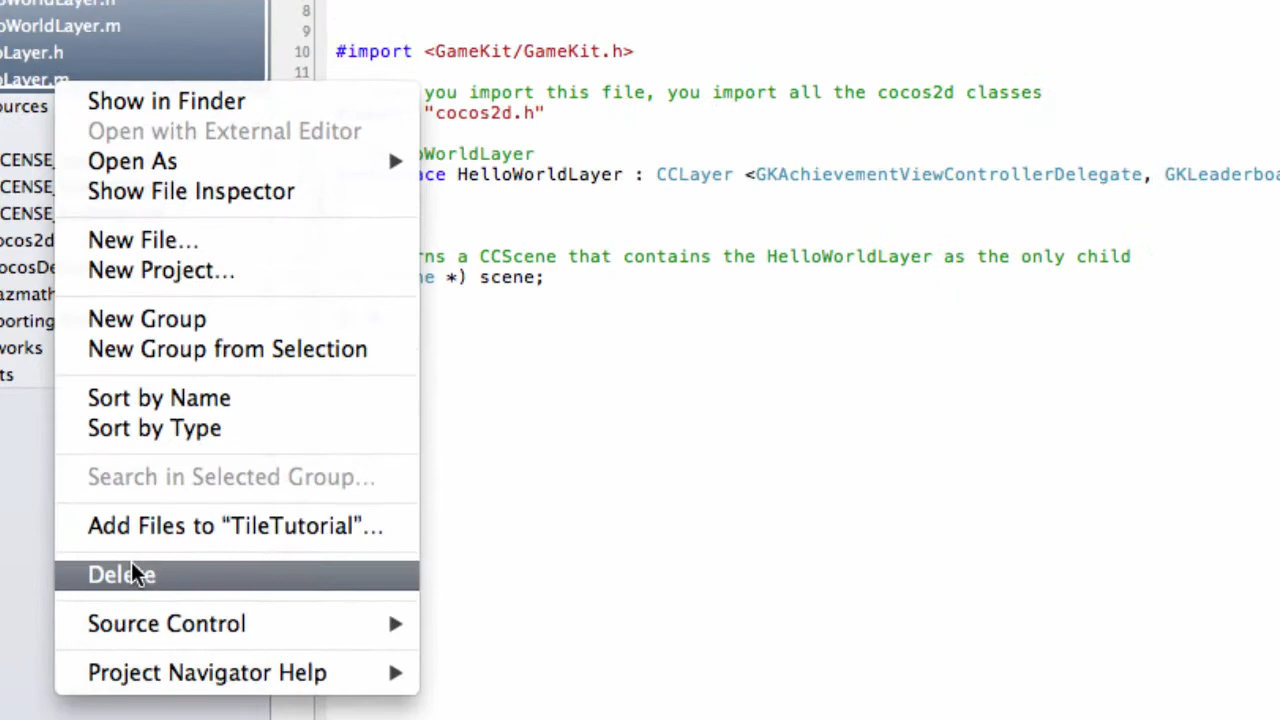 oWorldLayer.m
oLayer.h
oLayer.m
ources
CENSE_
CENSE_
CENSE_
ocos2d
ocosDe
azmath
porting
works
ts
Show in Finder
Open with External Editor
Open As
Show File Inspector
New File...
New Project...
New Group
New Group from Selection
Sort by Name
Sort by Type
Search in Selected Group...
Add Files to “TileTutorial”...
Delete
Source Control
Project Navigator Help
8
9
10 #import <GameKit/GameKit.h>
11
you import this file, you import all the cocos2d classes
"cocos2d.h"
oWorldLayer
ce HelloWorldLayer : CCLayer <GKAchievementViewControllerDelegate, GKLeaderboa
rns a CCScene that contains the HelloWorldLayer as the only child
e *) scene;